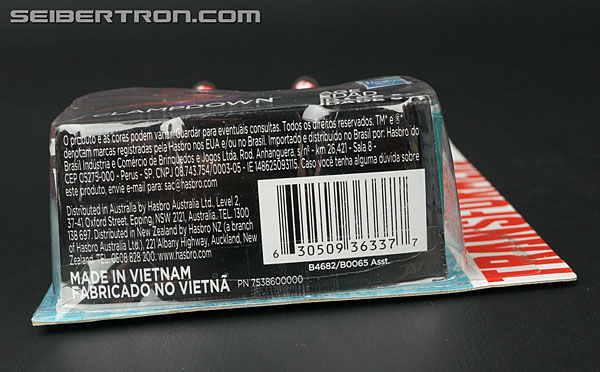 SEIBERTRON.COM
CLAMPDOWN
AGE
EDAD
IDADE
O produto e as cores podem variar. Guardar para eventuais consultas. Todos os direitos reservados. TM* e ®*
denotam marcas registradas pela Hasbro nos EUA e/ou no Brasil. Importado e distribuído no Brasil por: Hasbro do
Brasil Indústria e Comércio de Brinquedos e Jogos Ltda. Rod. Anhanguera, s/nº - km 26.421 - Sala 8 -
CEP 05275-000 - Perus - SP. CNPJ 08.743.754/0003-05 - IE 148625093115. Caso você tenha alguma dúvida sobre
este produto, envie e-mail para: sac@hasbro.com
Distributed in Australia by Hasbro Australia Ltd., Level 2,
37-41 Oxford Street, Epping, NSW 2121, Australia. TEL. 1300
138 697. Distributed in New Zealand by Hasbro NZ (a branch
of Hasbro Australia Ltd.), 221 Albany Highway, Auckland, New
Zealand. TEL. 0508 828 200. www.hasbro.com
MADE IN VIETNAM
FABRICADO NO VIETNÃ PN 7538600000
6 30509 36337 7
B4682/B0065 Asst.